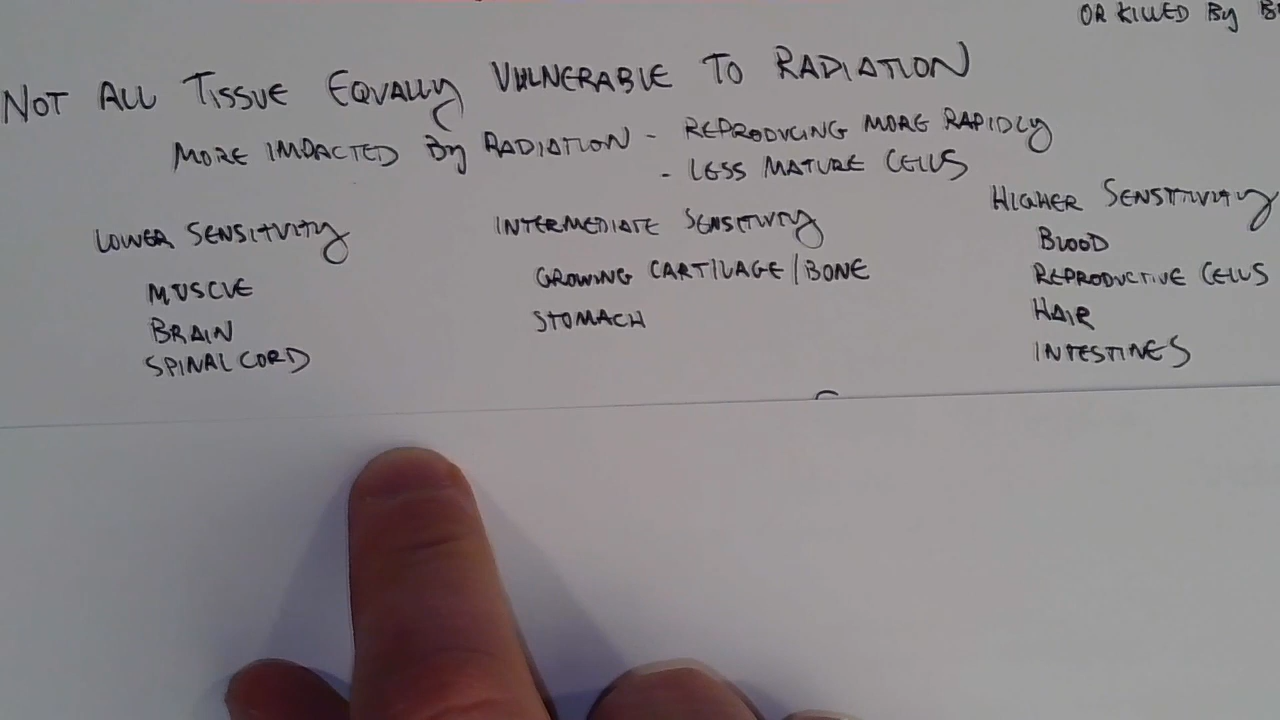 OR KILLED By
NOT ALL TISSUE EQUALLY VULNERABLE TO RADIATION
MORE IMPACTED By RADIATION - REPRODUCING MORE RAPIDLY
- LESS MATURE CELLS
LOWER SENSITIVITY
MUSCLE
BRAIN
SPINAL CORD
INTERMEDIATE SENSITIVITY
GROWING CARTILAGE/BONE
STOMACH
HIGHER SENSITIVITY
BLOOD
REPRODUCTIVE CELLS
HAIR
INTESTINES